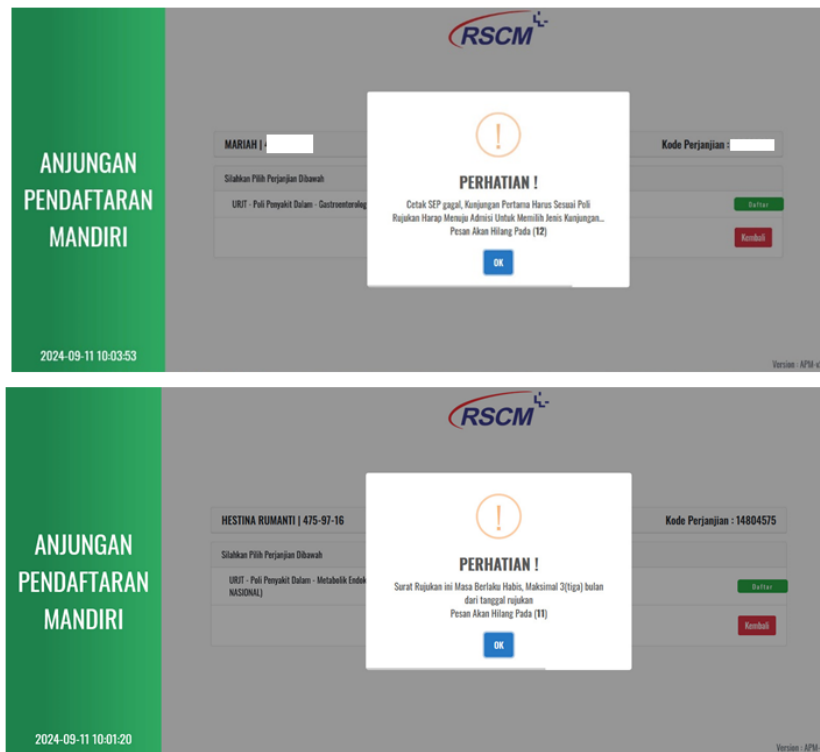 RSCM
ANJUNGAN
PENDAFTARAN
MANDIRI
MARIAH |
Kode Perjanjian :
Silahkan Pilih Perjanjian Dibawah
URJT - Poli Penyakit Dalam - Gastroenterolog
Daftar
Kembali
PERHATIAN !
Cetak SEP gagal, Kunjungan Pertama Harus Sesuai Poli
Rujukan Harap Menuju Admisi Untuk Memilih Jenis Kunjungan...
Pesan Akan Hilang Pada (12)
OK
2024-09-11 10:03:53
Version : APM-
RSCM
ANJUNGAN
PENDAFTARAN
MANDIRI
HESTINA RUMANTI | 475-97-16
Kode Perjanjian : 14804575
Silahkan Pilih Perjanjian Dibawah
URJT - Poli Penyakit Dalam - Metabolik Endok
NASIONAL)
Daftar
Kembali
PERHATIAN !
Surat Rujukan ini Masa Berlaku Habis, Maksimal 3(tiga) bulan
dari tanggal rujukan
Pesan Akan Hilang Pada (11)
OK
2024-09-11 10:01:20
Version : APM-